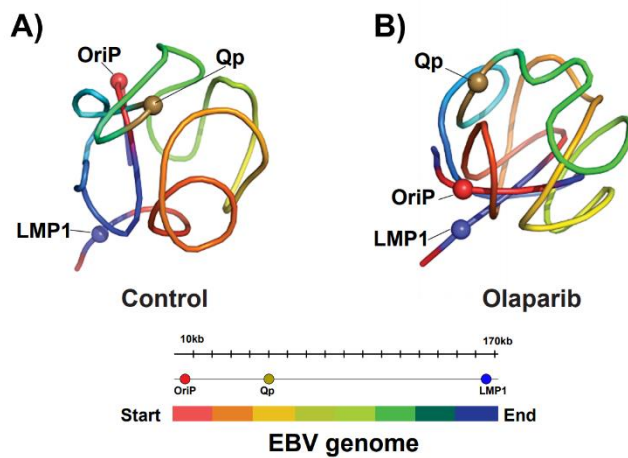 A)
OriP
Qp
LMP1
Control
B)
Qp
OriP
LMP1
Olaparib
10kb 170kb
OriP Qp LMP1
Start End
EBV genome